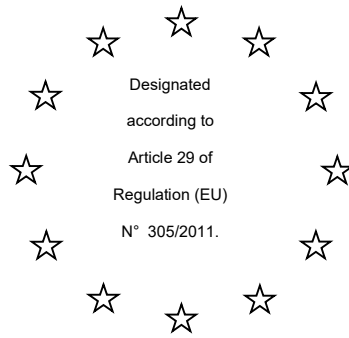 Designated
according to
Article 29 of
Regulation (EU)
N° 305/2011.